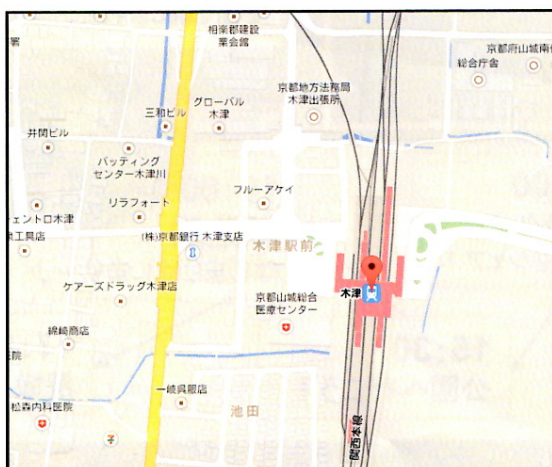 相楽郡建設
業会館
署
京都府山城南
総合庁舎
京都地方法務局
木津出張所
グローバル
木津
三和ビル
井関ビル
バッティング
センター木津川
フルーアケイ
リラフォート
ェントロ木津
工具店
(株)京都銀行 木津支店
木津駅前
木津
ケアーズドラッグ木津店
京都山城総合
医療センター
綿崎商店
医院
一岐呉服店
松森内科医院
池田
関西本線
15:30